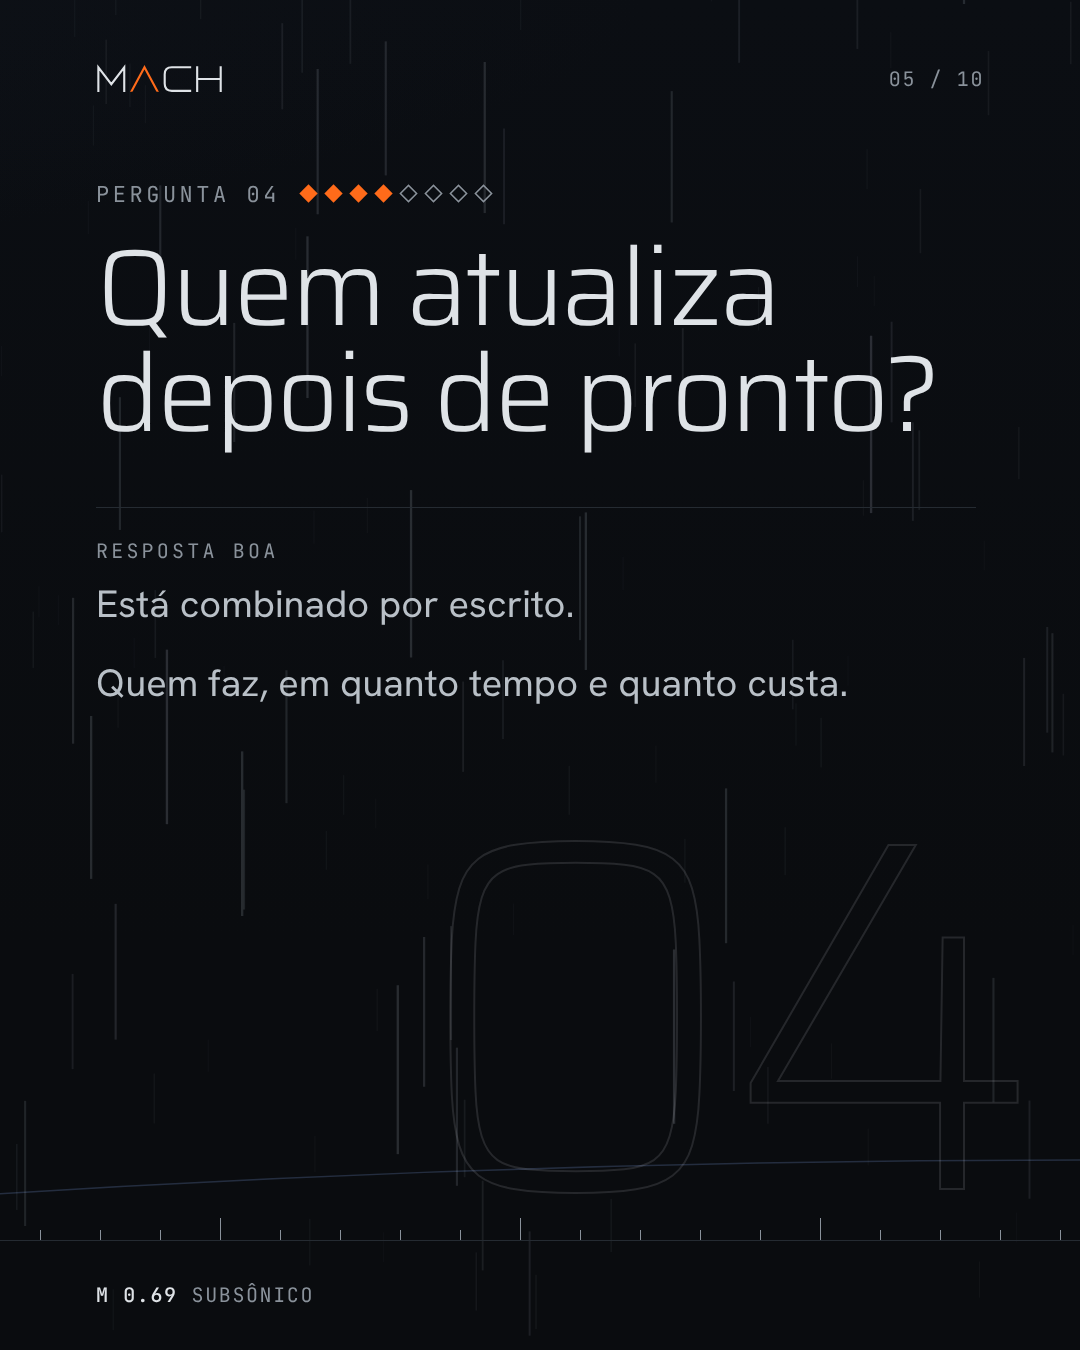 MACH
05 / 10
PERGUNTA 04
Quem atualiza
depois de pronto?
RESPOSTA BOA
Está combinado por escrito.
Quem faz, em quanto tempo e quanto custa.
04
M 0.69 SUBSÔNICO